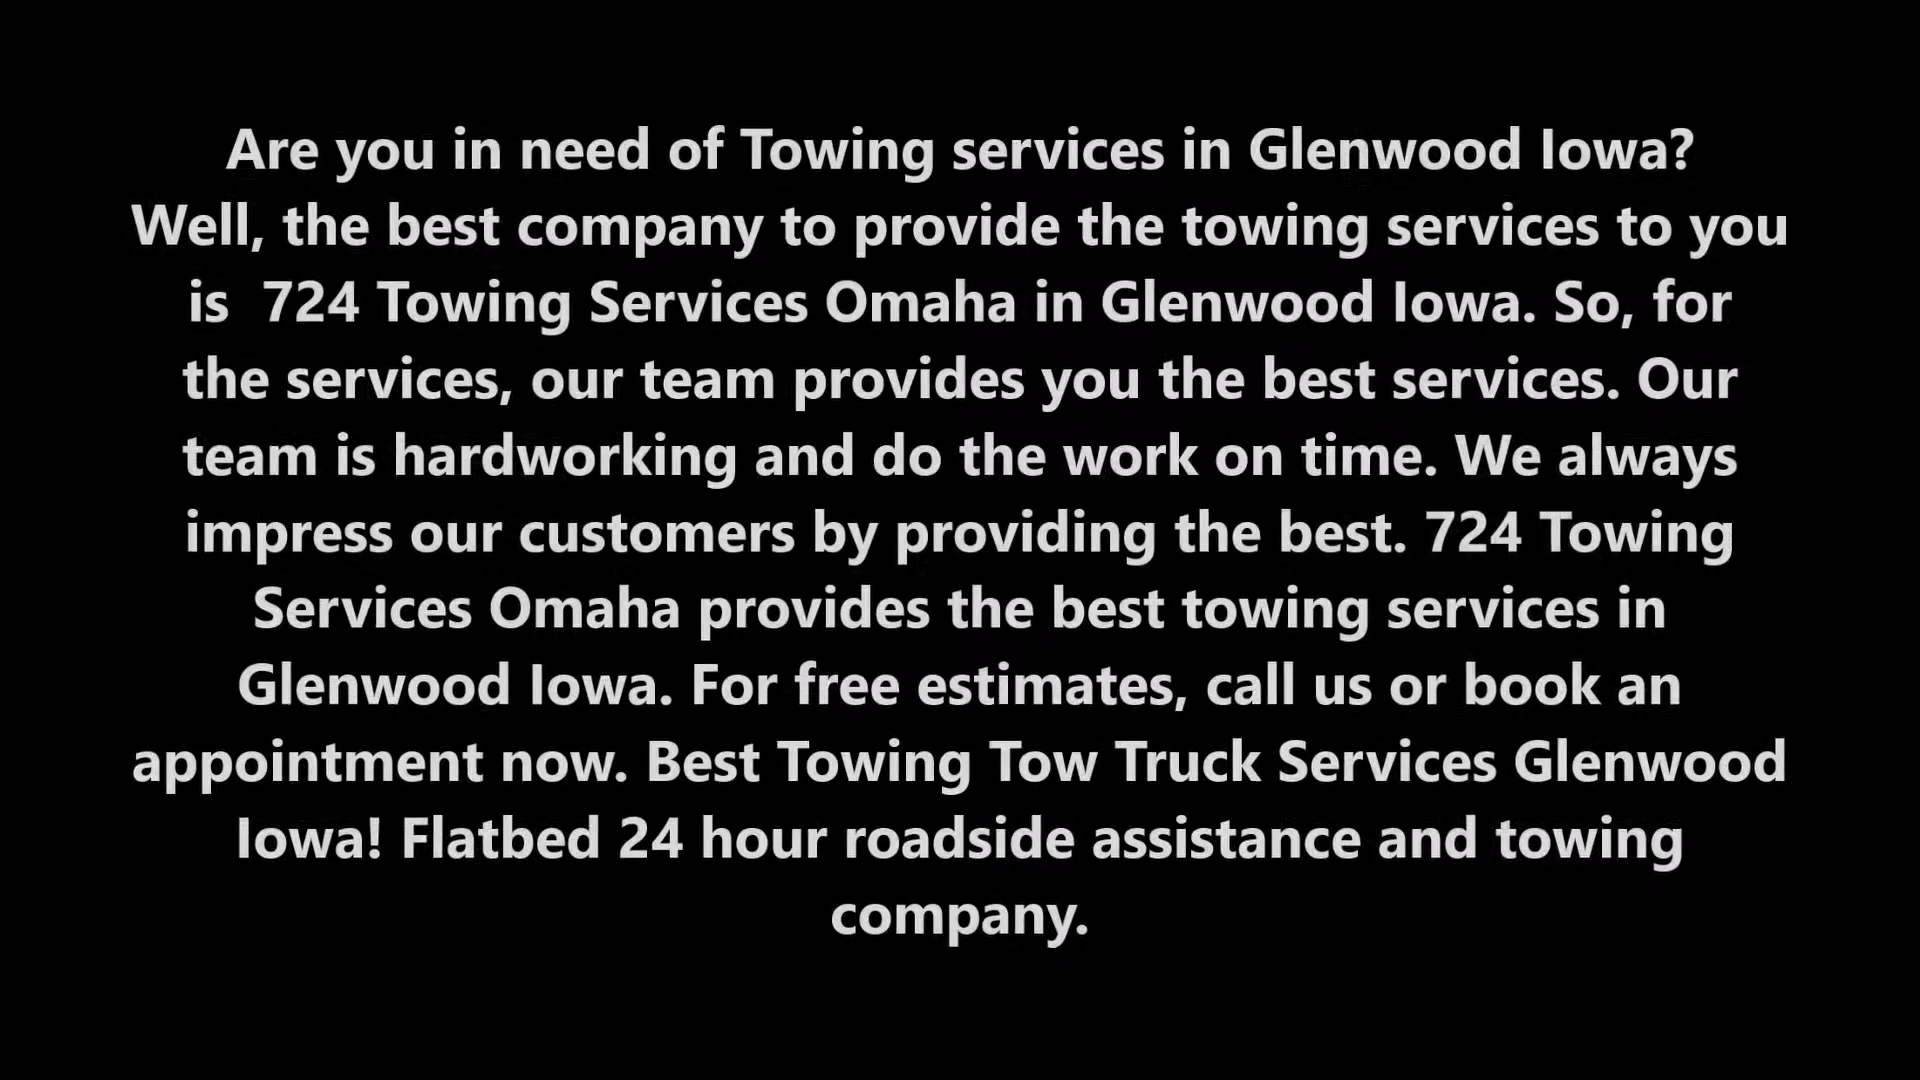 Are you in need of Towing services in Glenwood Iowa?
Well, the best company to provide the towing services to you
is  724 Towing Services Omaha in Glenwood Iowa. So, for
the services, our team provides you the best services. Our
team is hardworking and do the work on time. We always
impress our customers by providing the best. 724 Towing
Services Omaha provides the best towing services in
Glenwood Iowa. For free estimates, call us or book an
appointment now. Best Towing Tow Truck Services Glenwood
Iowa! Flatbed 24 hour roadside assistance and towing
company.